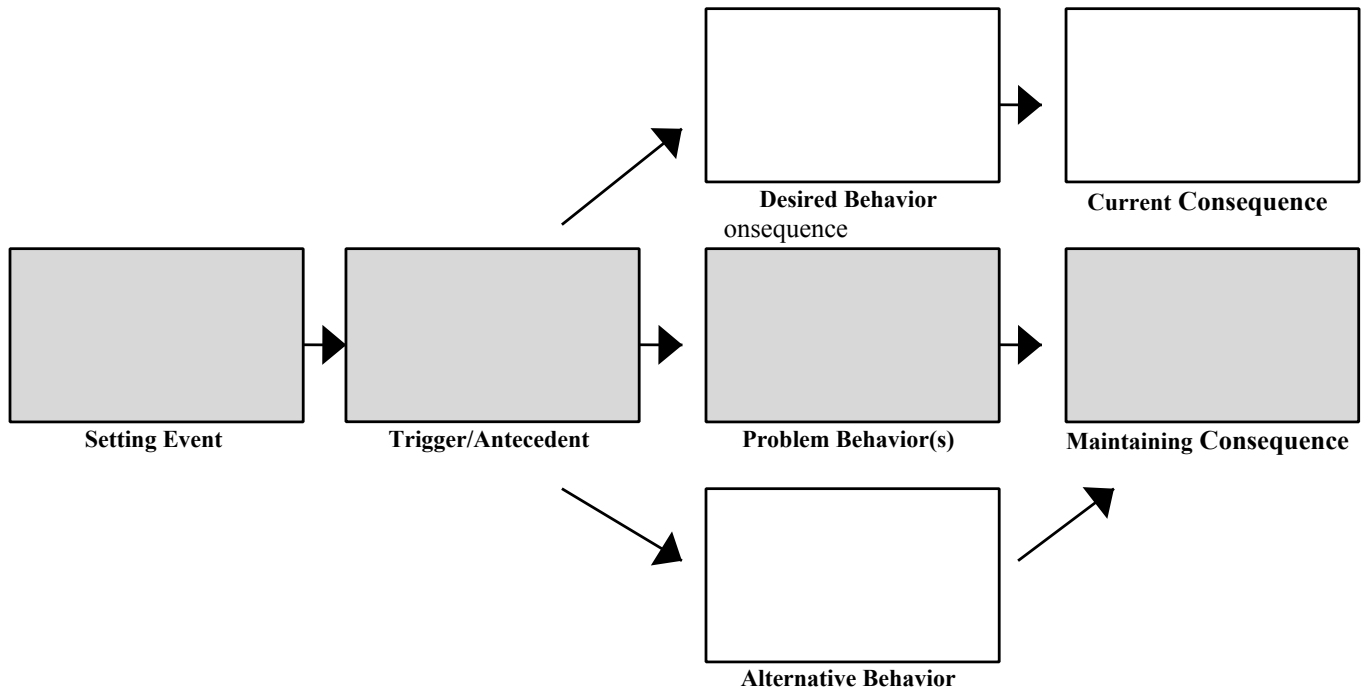 Desired Behavior
Current Consequence
onsequence
Setting Event
Trigger/Antecedent
Problem Behavior(s)
Maintaining Consequence
Alternative Behavior